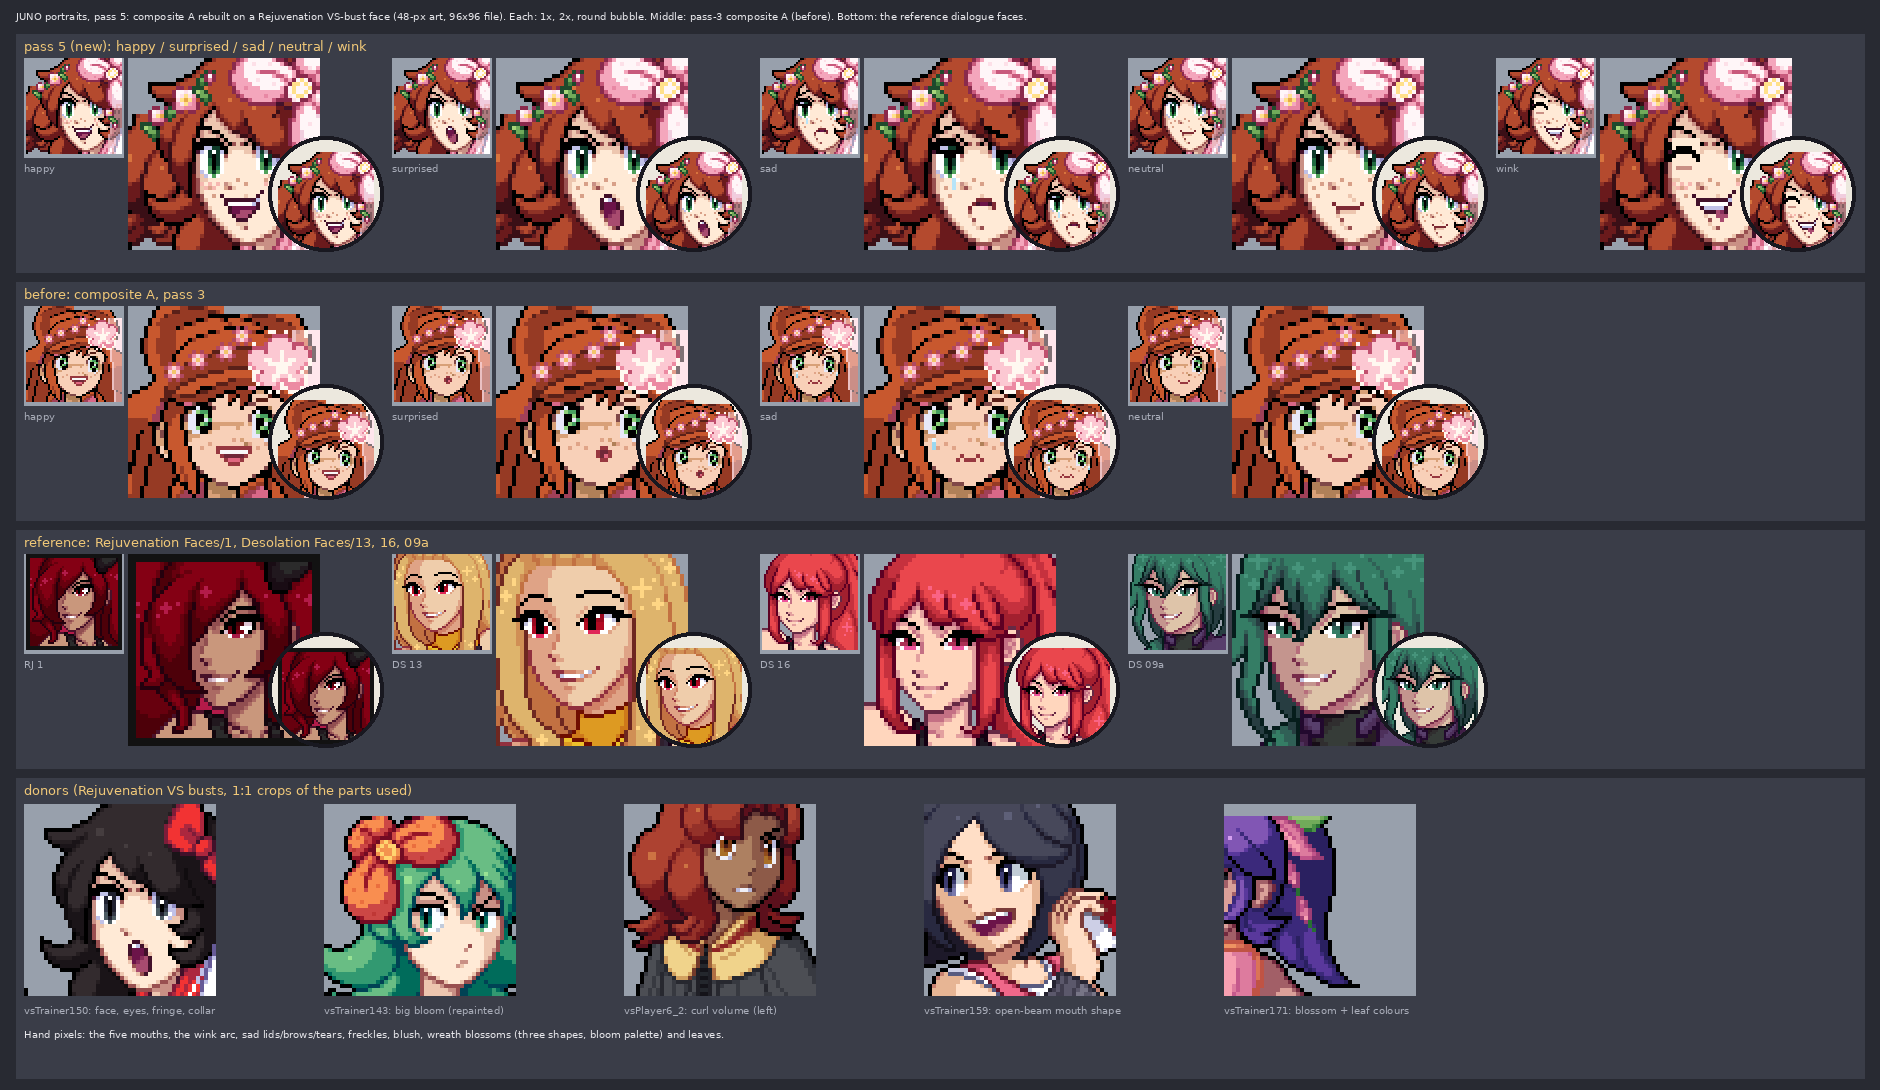 JUNO portraits, pass 5: composite A rebuilt on a Rejuvenation VS-bust face (48-px art, 96x96 file). Each: 1x, 2x, round bubble. Middle: pass-3 composite A (before). Bottom: the reference dialogue faces.
pass 5 (new): happy / surprised / sad / neutral / wink
happy
surprised
sad
neutral
wink
before: composite A, pass 3
happy
surprised
sad
neutral
reference: Rejuvenation Faces/1, Desolation Faces/13, 16, 09a
RJ 1
DS 13
DS 16
DS 09a
donors (Rejuvenation VS busts, 1:1 crops of the parts used)
vsTrainer150: face, eyes, fringe, collar
vsTrainer143: big bloom (repainted)
vsPlayer6_2: curl volume (left)
vsTrainer159: open-beam mouth shape
vsTrainer171: blossom + leaf colours
Hand pixels: the five mouths, the wink arc, sad lids/brows/tears, freckles, blush, wreath blossoms (three shapes, bloom palette) and leaves.